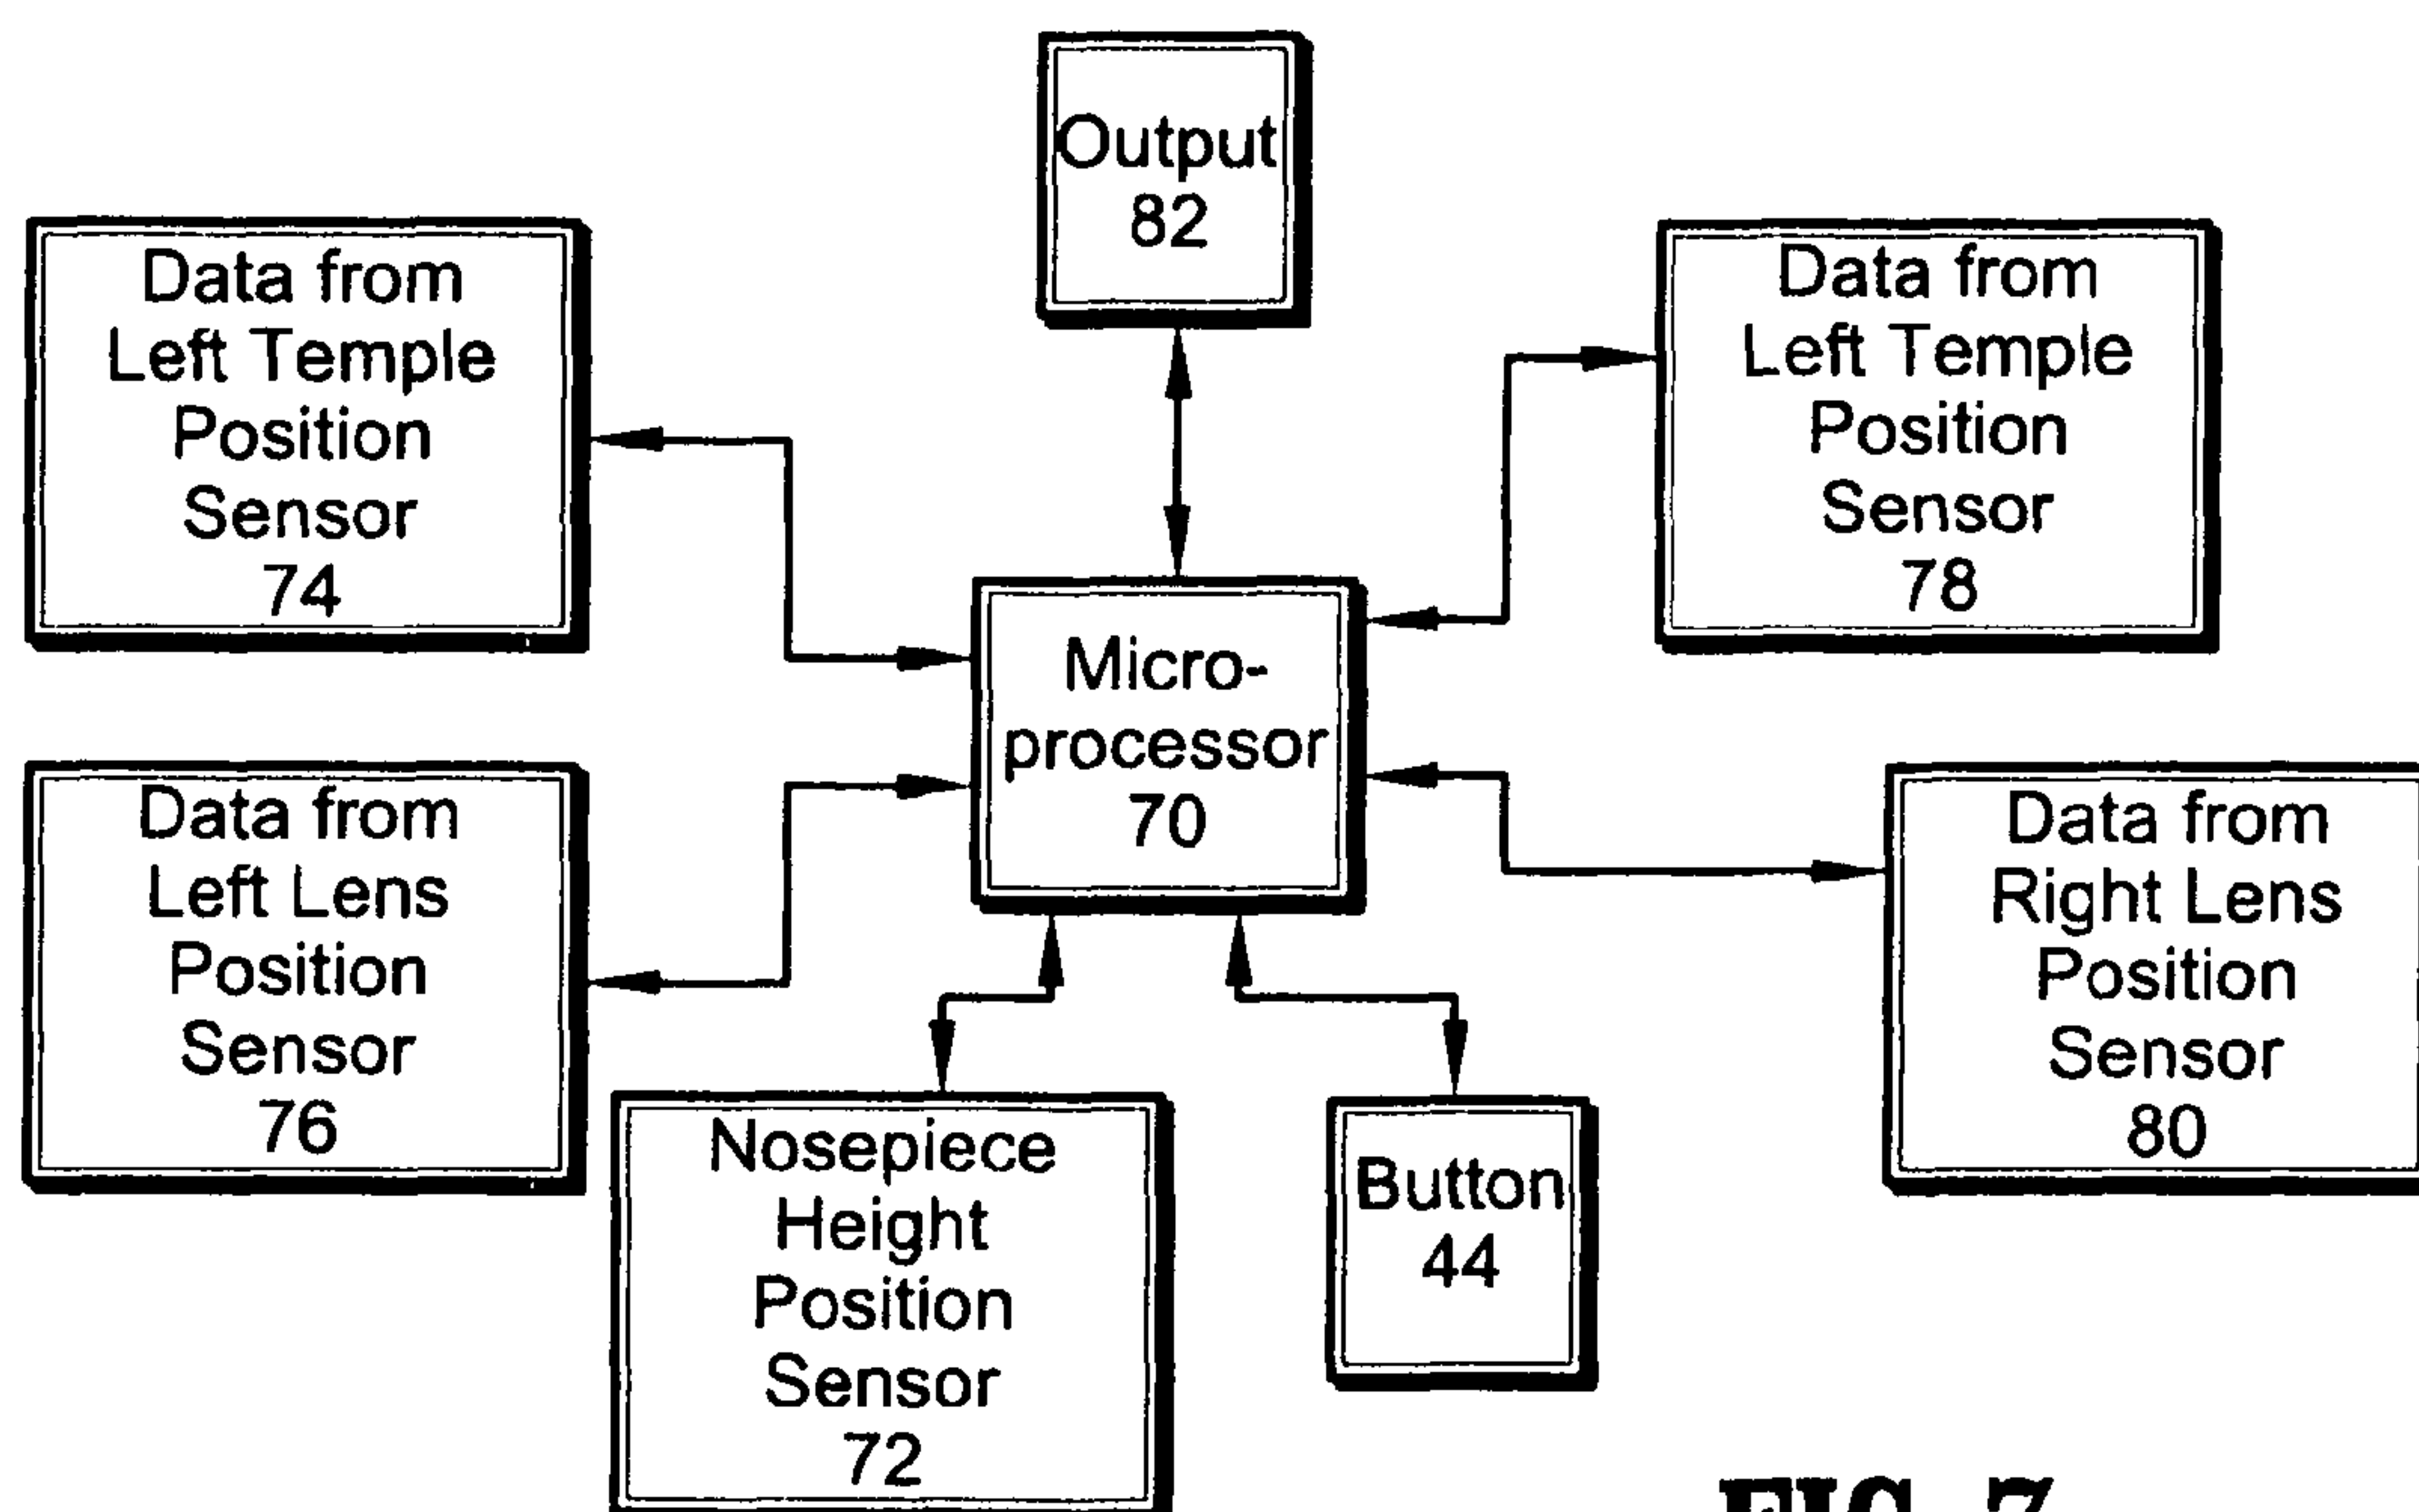 Output
82
Data from
Left Temple
Position
Sensor
74
Data from
Left Temple
Position
Sensor
78
Micro-
processor
70
Data from
Left Lens
Position
Sensor
76
Data from
Right Lens
Position
Sensor
80
Nosepiece
Height
Position
Sensor
72
Button
44
FIG. 7